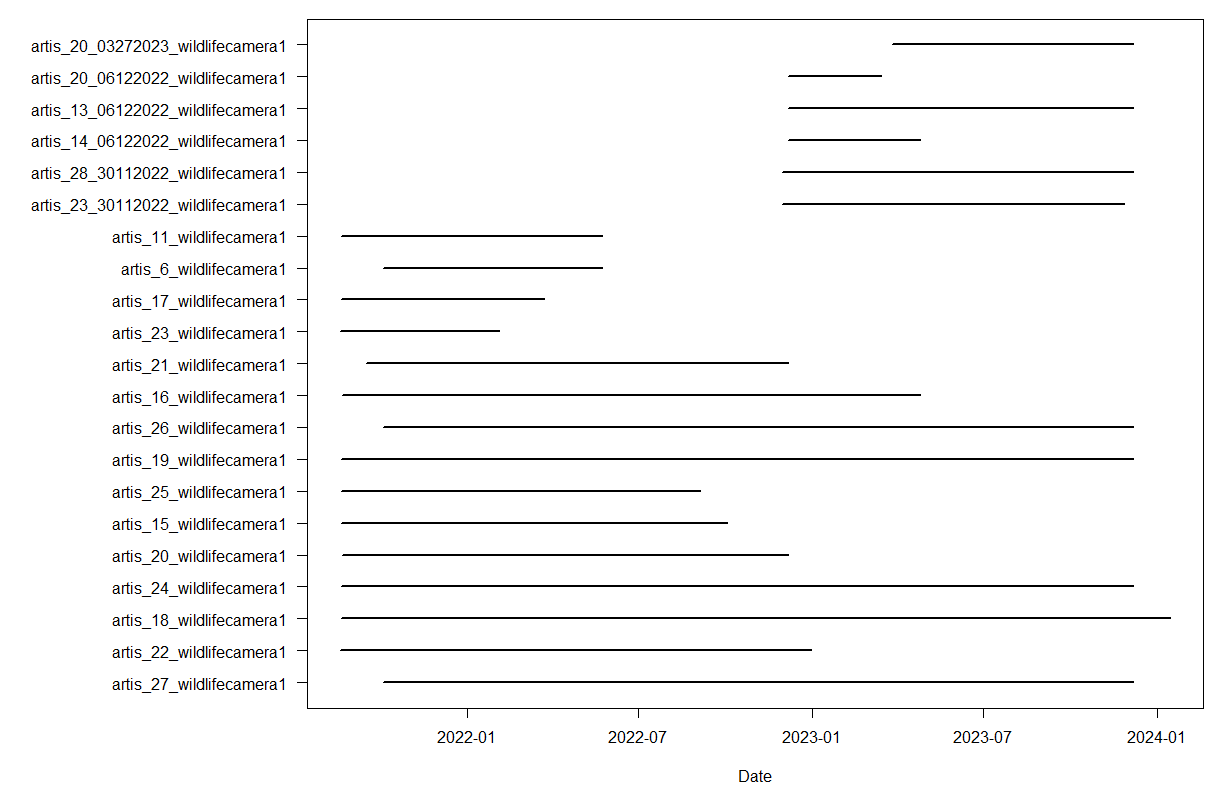 artis_20_03272023_wildlifecamera1
artis_20_06122022_wildlifecamera1
artis_13_06122022_wildlifecamera1
artis_14_06122022_wildlifecamera1
artis_28_30112022_wildlifecamera1
artis_23_30112022_wildlifecamera1
artis_11_wildlifecamera1
artis_6_wildlifecamera1
artis_17_wildlifecamera1
artis_23_wildlifecamera1
artis_21_wildlifecamera1
artis_16_wildlifecamera1
artis_26_wildlifecamera1
artis_19_wildlifecamera1
artis_25_wildlifecamera1
artis_15_wildlifecamera1
artis_20_wildlifecamera1
artis_24_wildlifecamera1
artis_18_wildlifecamera1
artis_22_wildlifecamera1
artis_27_wildlifecamera1
2022-01 2022-07 2023-01 2023-07 2024-01
Date